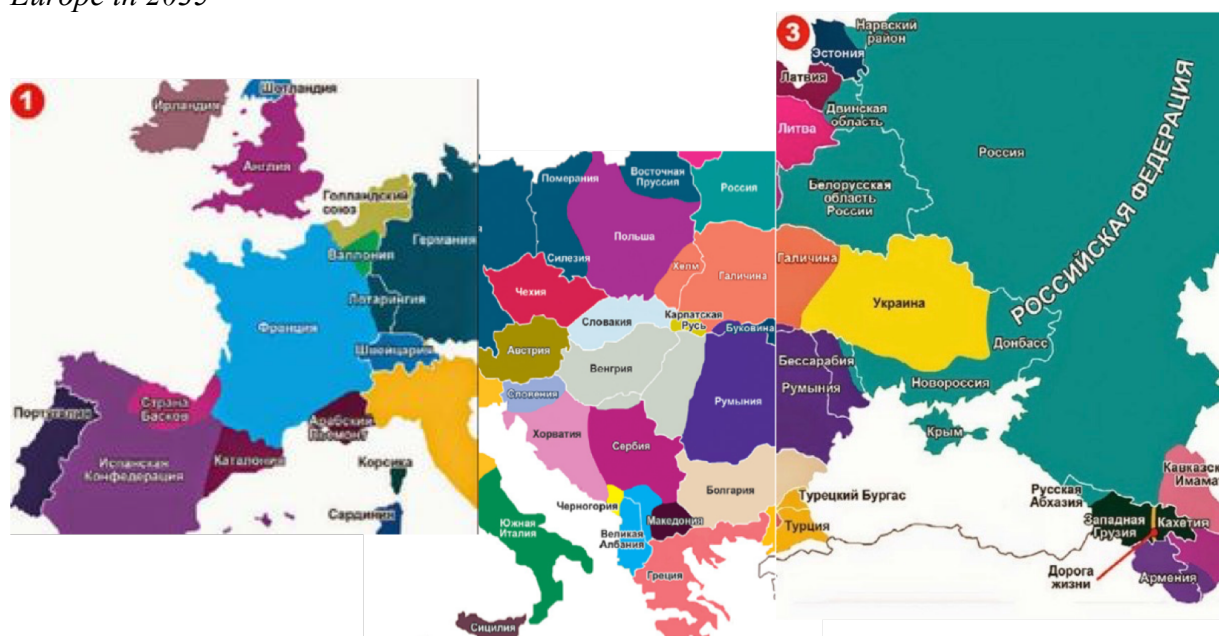 Europe in 2035
1
Шотландия
Ирландия
Англия
Голландский
союз
Германия
Валлония
Лотарингия
Франция
Швейцария
Португалия
Страна
Басков
Арабский
Пьемонт
Испанская
Конфедерация
Каталония
Корсика
Сардиния
Померания
Восточная
Пруссия
Россия
Польша
Силезия
Хелм
Галичина
Чехия
Словакия
Карпатская
Русь
Буковина
Австрия
Венгрия
Словения
Румыния
Хорватия
Сербия
Болгария
Черногория
Македония
Великая
Албания
Южная
Италия
Греция
Сицилия
3
Нарвский
район
Эстония
Латвия
Двинская
область
Литва
Россия
Белорусская
область
России
РОССИЙСКАЯ ФЕДЕРАЦИЯ
Галичина
Украина
Донбасс
Бессарабия
Румыния
Новороссия
Крым
Турецкий Бургас
Турция
Русская
Абхазия
Кавказск
Имамат
Западная
Грузия
Кахетия
Дорога
жизни
Армения